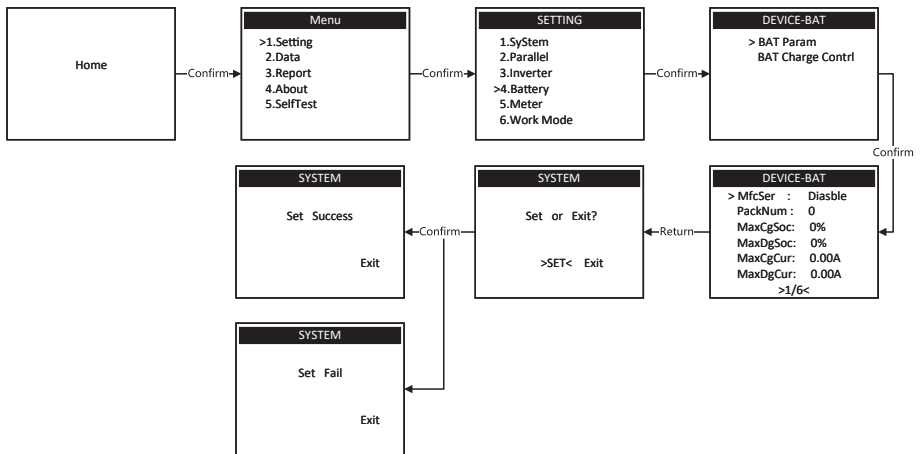 Home
Confirm
Menu
>1.Setting
2.Data
3.Report
4.About
5.SelfTest
Confirm
SETTING
1.SyStem
2.Parallel
3.Inverter
>4.Battery
5.Meter
6.Work Mode
Confirm
DEVICE-BAT
> BAT Param
BAT Charge Contrl
Confirm
DEVICE-BAT
> MfcSer : Diasble
PackNum : 0
MaxCgSoc: 0%
MaxDgSoc: 0%
MaxCgCur: 0.00A
MaxDgCur: 0.00A
>1/6<
Return
SYSTEM
Set or Exit?
>SET< Exit
Confirm
SYSTEM
Set Success
Exit
SYSTEM
Set Fail
Exit